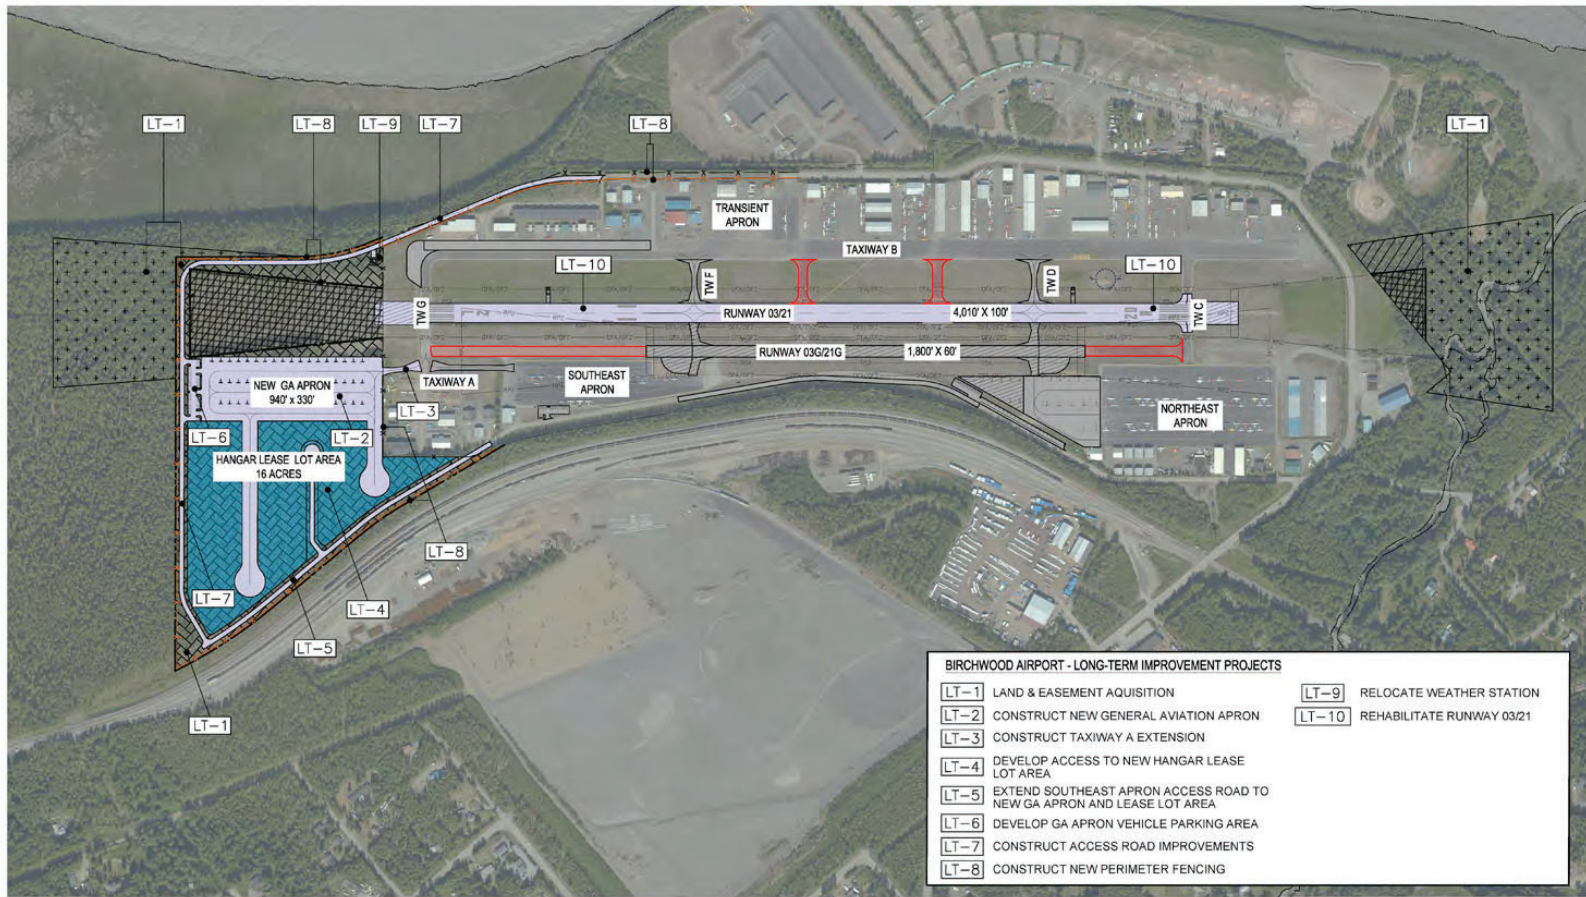 LT-1
LT-8
LT-9
LT-7
LT-8
LT-1
TRANSIENT
APRON
TAXIWAY B
LT-10
LT-10
TW F
TW D
TW G
TW C
RUNWAY 03/21
4,010' X 100'
RUNWAY 03G/21G
1,800' X 60'
TAXIWAY A
SOUTHEAST
APRON
NORTHEAST
APRON
NEW GA APRON
940' x 330'
LT-3
LT-6
LT-2
HANGAR LEASE LOT AREA
16 ACRES
LT-8
LT-7
LT-4
LT-5
LT-1
BIRCHWOOD AIRPORT - LONG-TERM IMPROVEMENT PROJECTS
LT-1 LAND & EASEMENT AQUISITION
LT-2 CONSTRUCT NEW GENERAL AVIATION APRON
LT-3 CONSTRUCT TAXIWAY A EXTENSION
LT-4 DEVELOP ACCESS TO NEW HANGAR LEASE
LOT AREA
LT-5 EXTEND SOUTHEAST APRON ACCESS ROAD TO
NEW GA APRON AND LEASE LOT AREA
LT-6 DEVELOP GA APRON VEHICLE PARKING AREA
LT-7 CONSTRUCT ACCESS ROAD IMPROVEMENTS
LT-8 CONSTRUCT NEW PERIMETER FENCING
LT-9 RELOCATE WEATHER STATION
LT-10 REHABILITATE RUNWAY 03/21